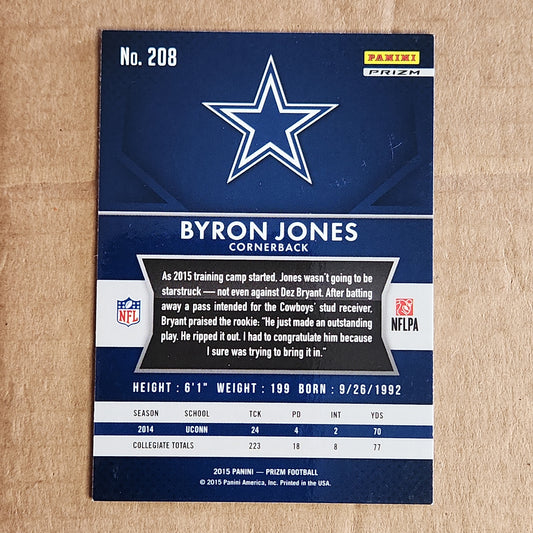 No. 208
PANINI
PRIZM
BYRON JONES
CORNERBACK
As 2015 training camp started, Jones wasn't going to be
starstruck — not even against Dez Bryant. After batting
away a pass intended for the Cowboys' stud receiver,
Bryant praised the rookie: "He just made an outstanding
play. He ripped it out. I had to congratulate him because
I sure was trying to bring it in."
NFL
NFLPA
HEIGHT : 6'1" WEIGHT : 199 BORN : 9/26/1992
SEASON SCHOOL TCK PD INT YDS
2014 UCONN 24 4 2 70
COLLEGIATE TOTALS 223 18 8 77
2015 PANINI — PRIZM FOOTBALL
© 2015 Panini America, Inc. Printed in the USA.